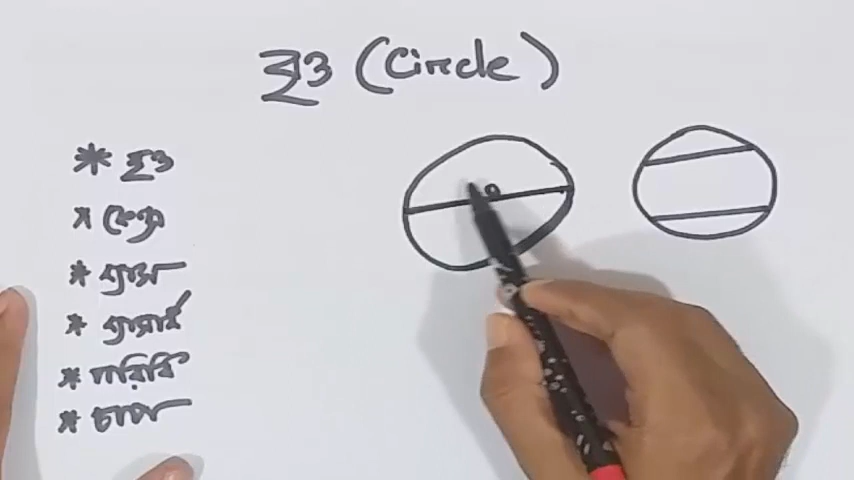 বৃত্ত (Circle)
* বৃত্ত
* কেন্দ্র
* ব্যাস
* ব্যাসার্ধ
* পরিধি
* চাপ